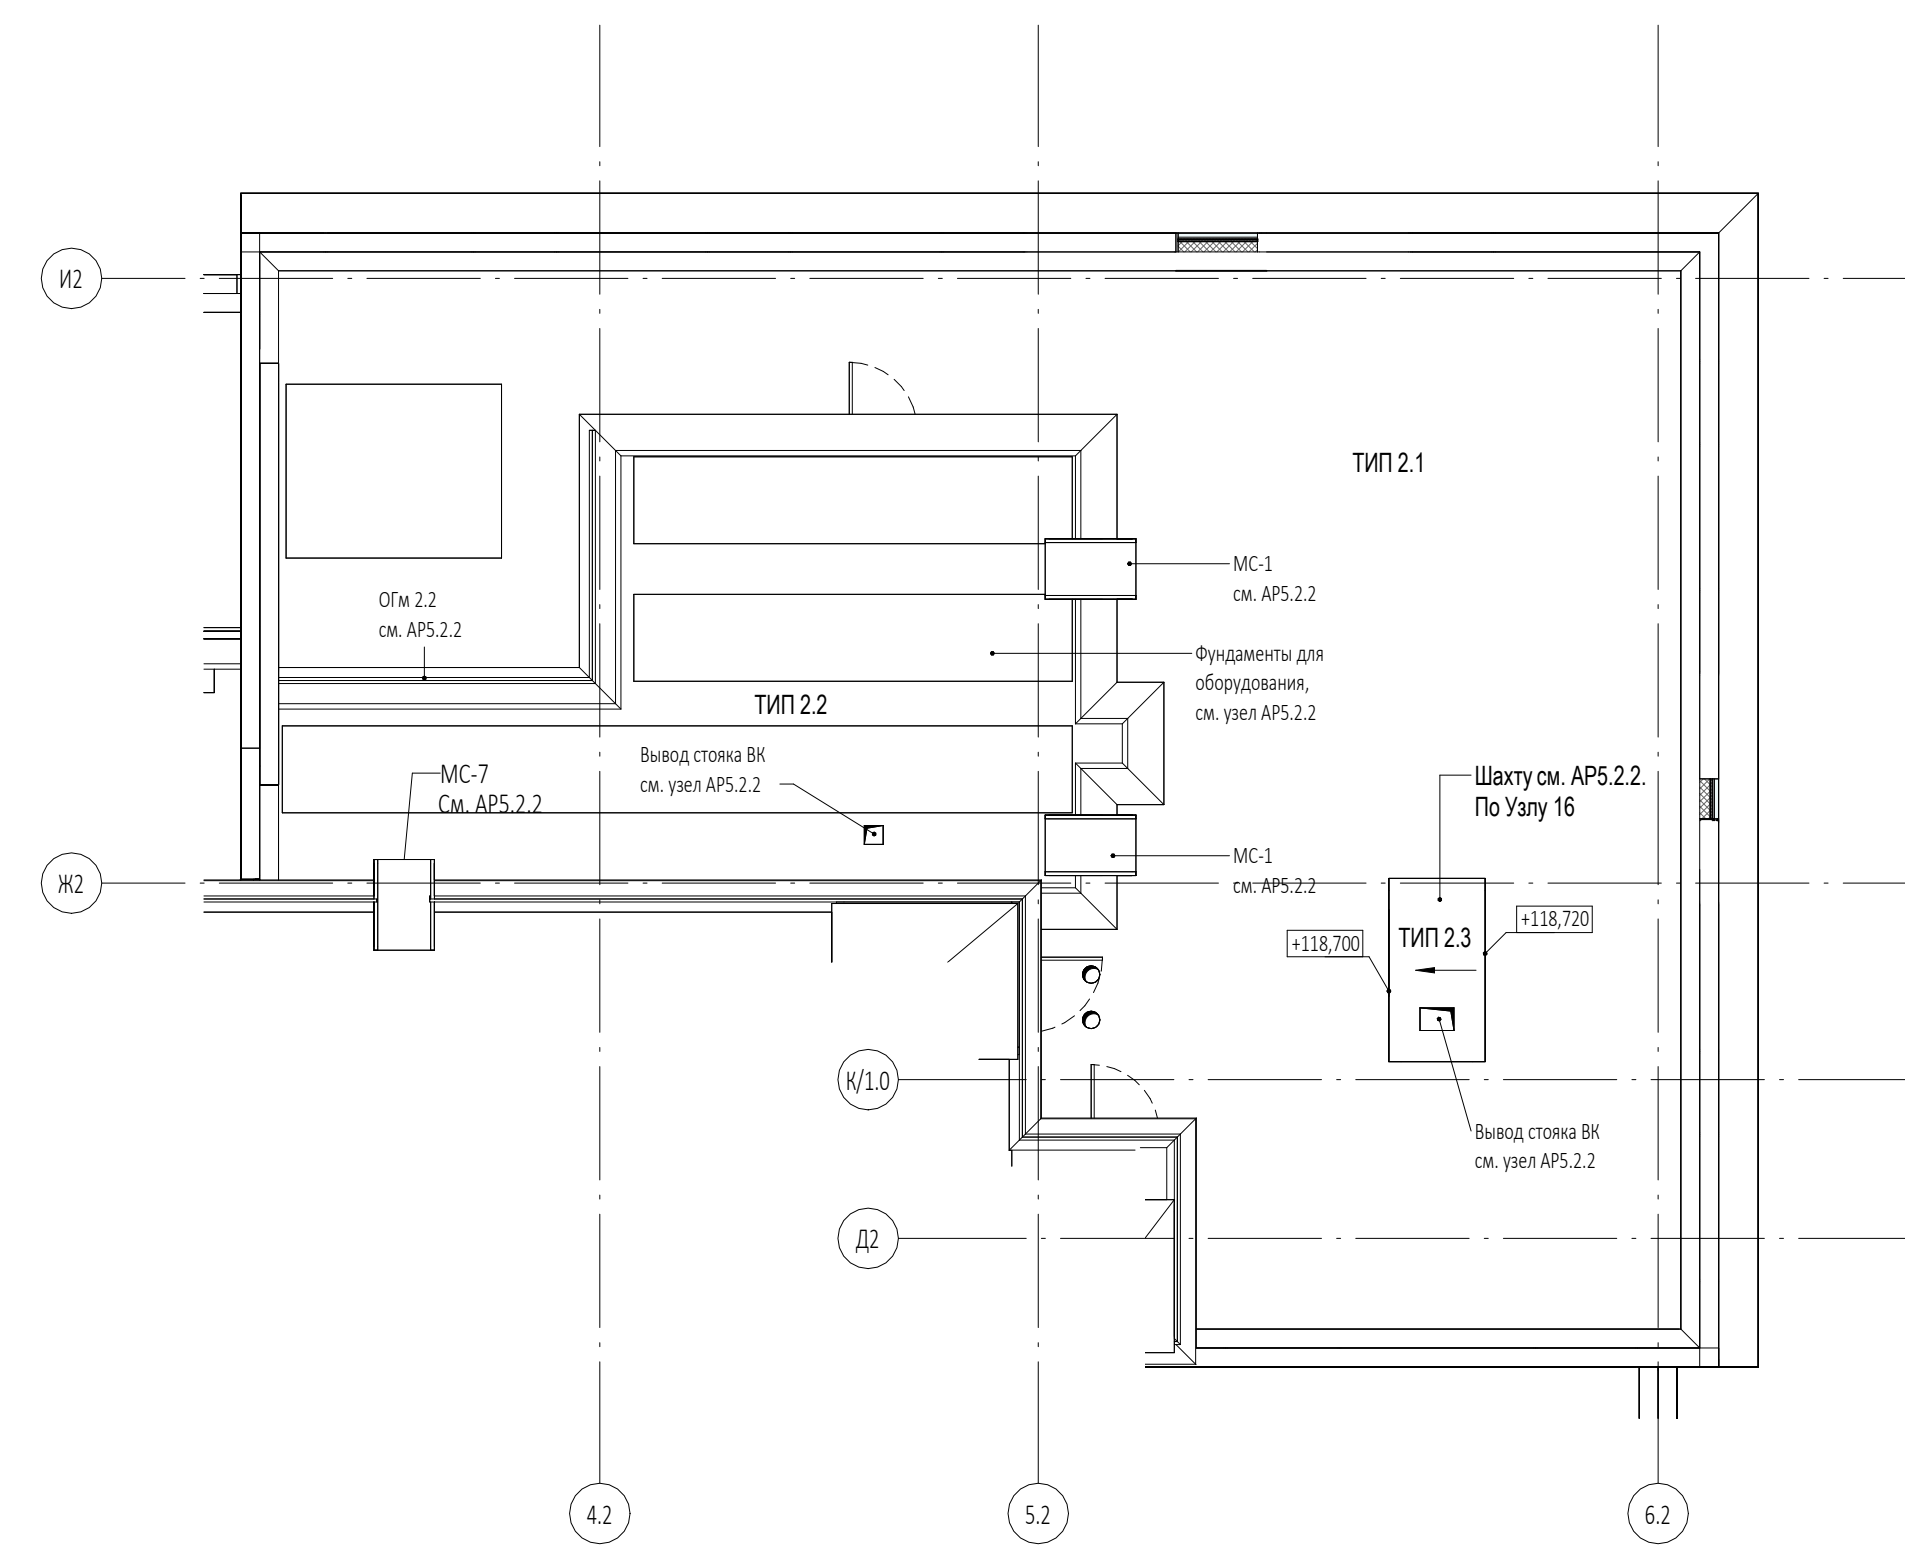 И2
ТИП 2.1
МС-1
см. АР5.2.2
ОГм 2.2
см. АР5.2.2
Фундаменты для
оборудования,
см. узел АР5.2.2
ТИП 2.2
Вывод стояка ВК
см. узел АР5.2.2
МС-7
См. АР5.2.2
Шахту см. АР5.2.2.
По Узлу 16
МС-1
см. АР5.2.2
Ж2
+118,720
ТИП 2.3
+118,700
К/1.0
Вывод стояка ВК
см. узел АР5.2.2
Д2
4.2
5.2
6.2